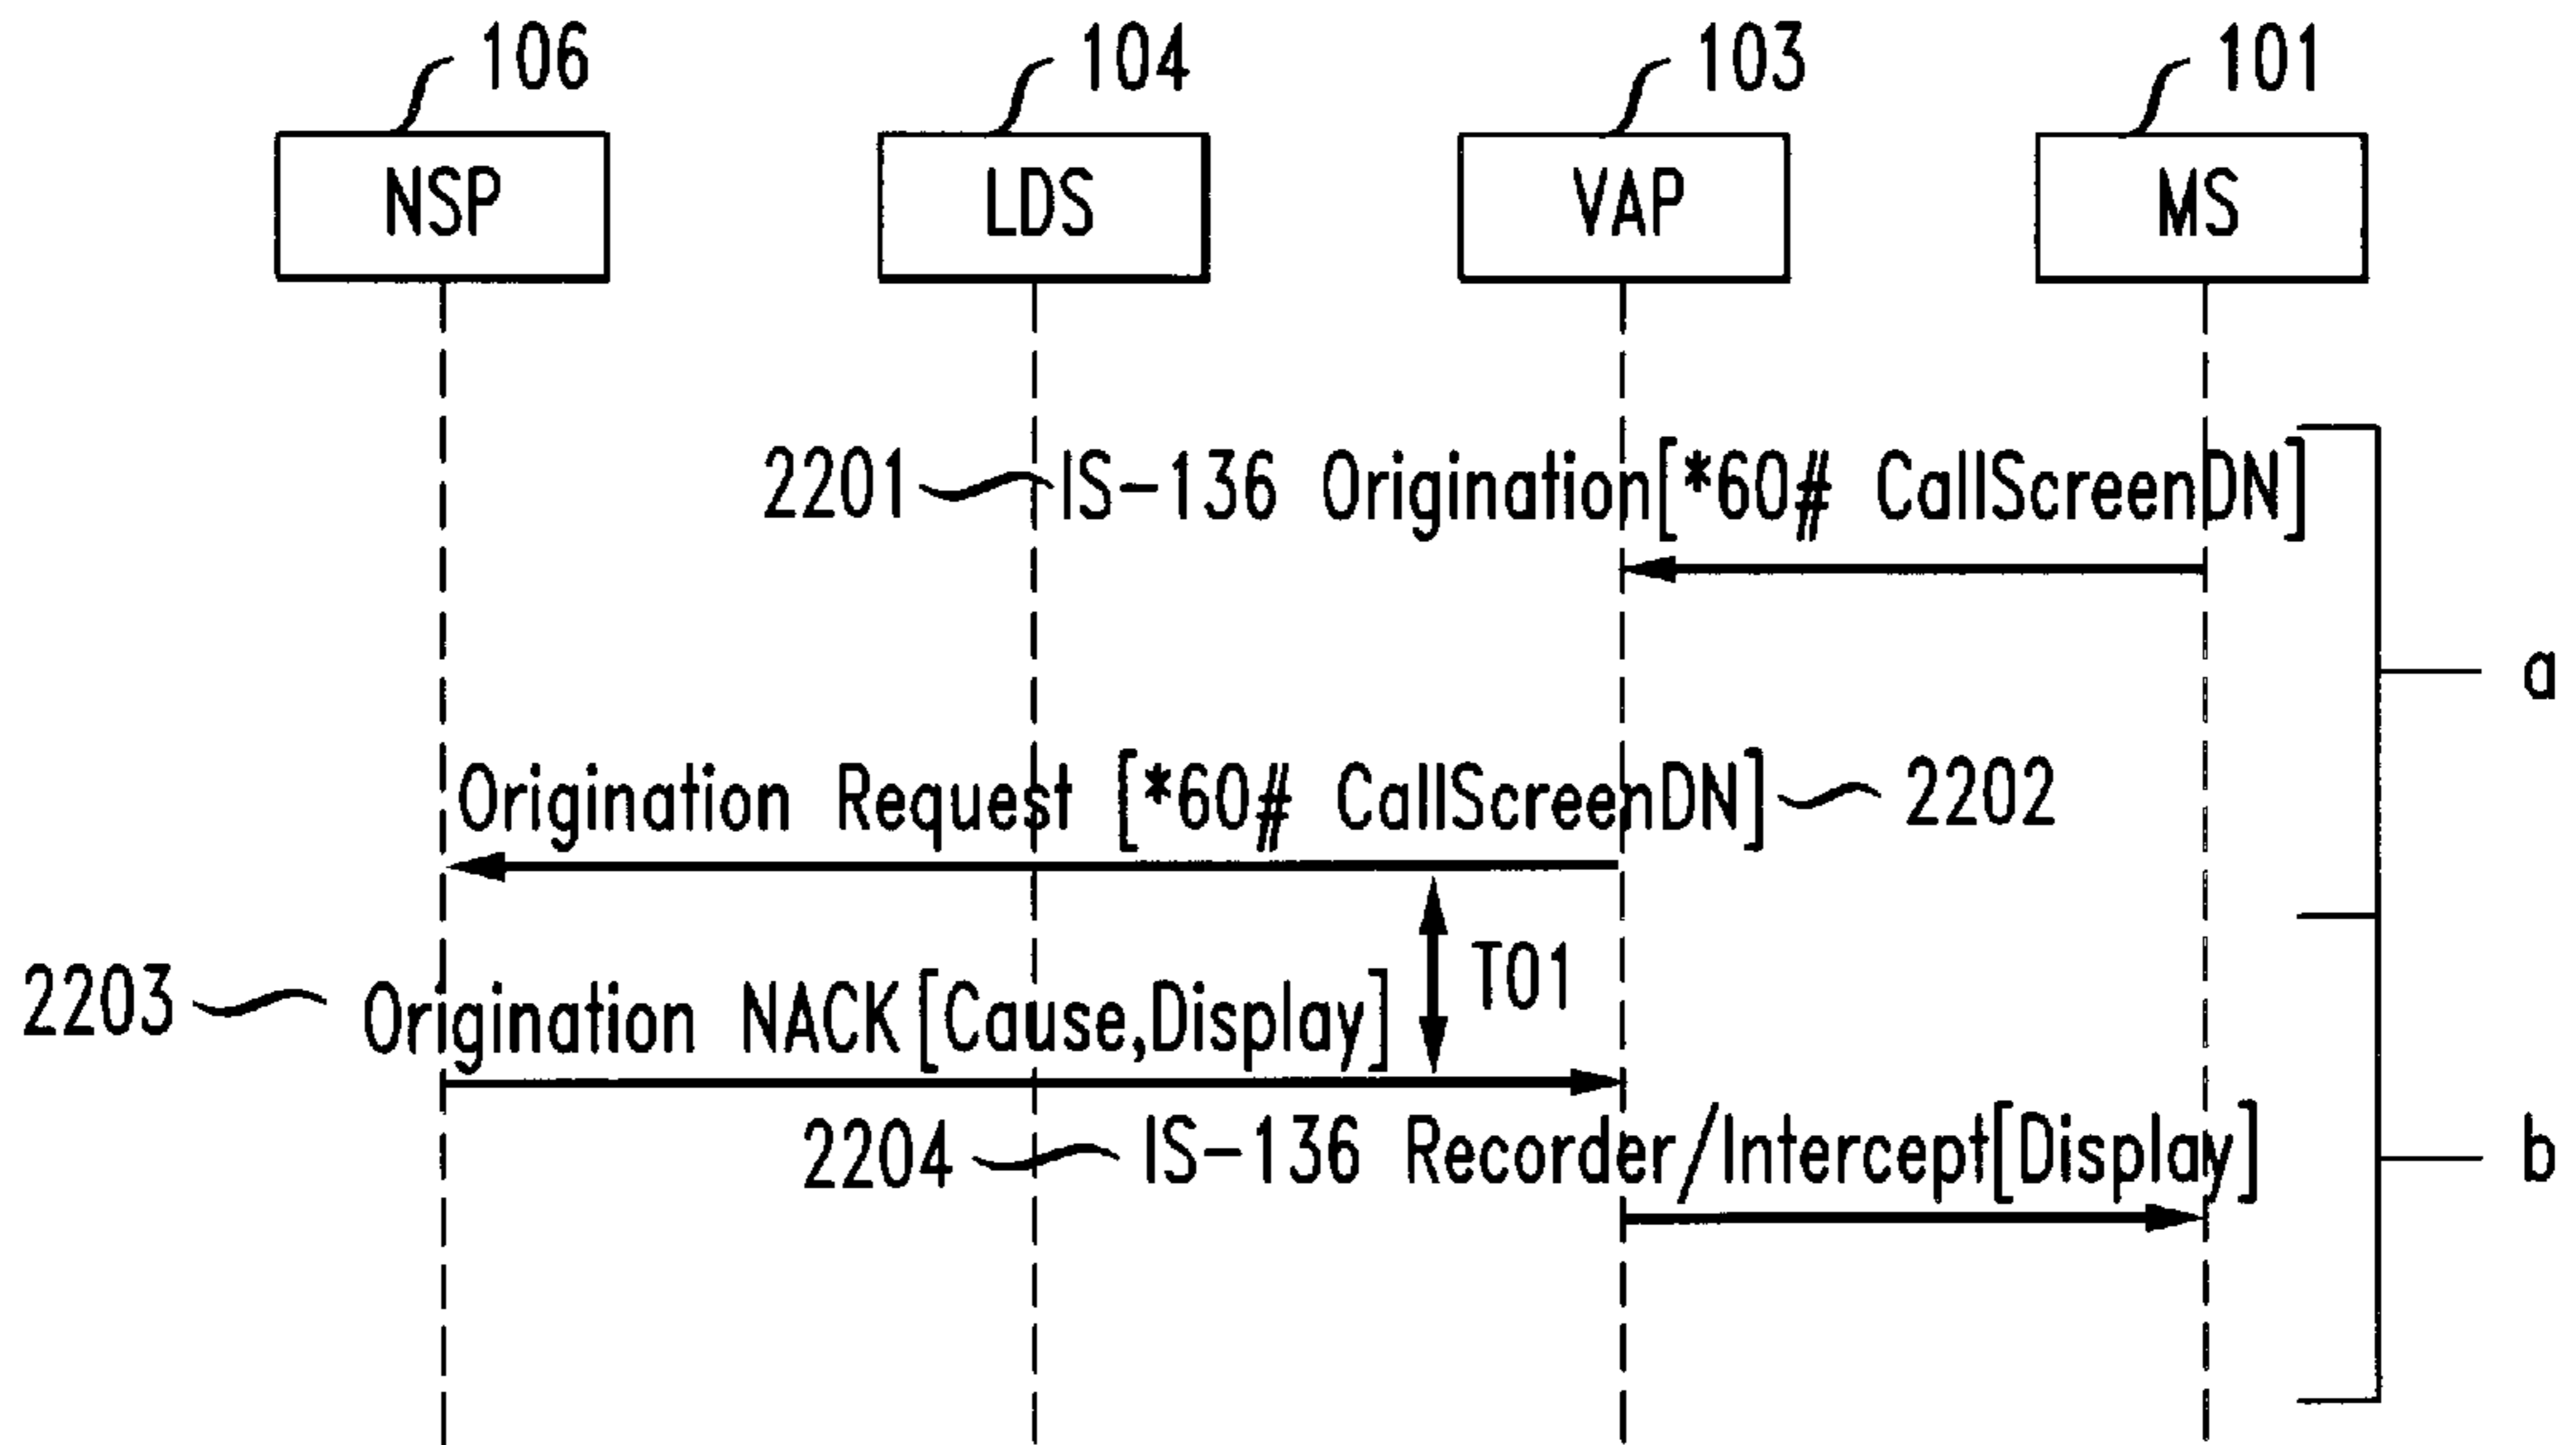 106 104 103 101
NSP LDS VAP MS
2201 IS-136 Origination[*60# CallScreenDN]
a
Origination Request [*60# CallScreenDN] 2202
T01
2203 Origination NACK[Cause,Display]
2204 IS-136 Recorder/Intercept[Display]
b